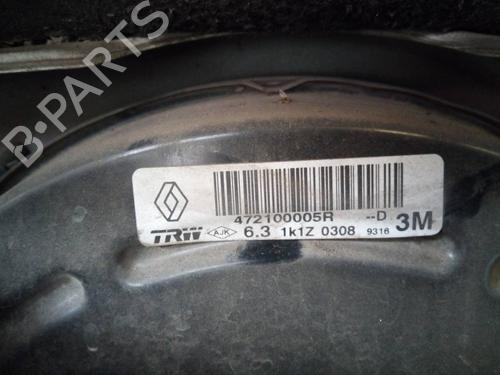 B-PARTS
472100005R --D
TRW AJK 6.3 1k1Z 0308 9316 3M